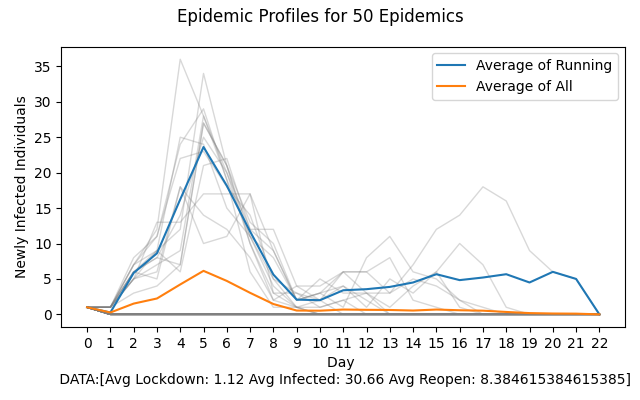 Epidemic Profiles for 50 Epidemics
Newly Infected Individuals
35
30
25
20
15
10
5
0
Average of Running
Average of All
0 1 2 3 4 5 6 7 8 9 10 11 12 13 14 15 16 17 18 19 20 21 22
Day
DATA:[Avg Lockdown: 1.12 Avg Infected: 30.66 Avg Reopen: 8.384615384615385]